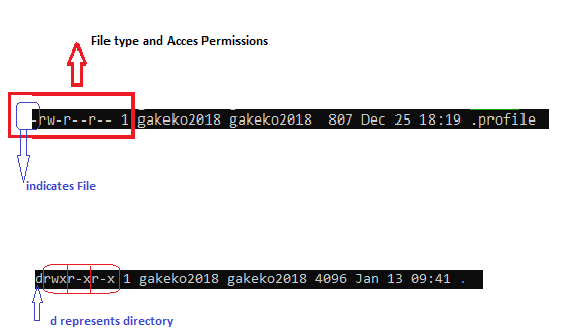 File type and Acces Permissions
-rw-r--r-- 1 gakeko2018 gakeko2018  807 Dec 25 18:19 .profile
indicates File
drwxr-xr-x 1 gakeko2018 gakeko2018 4096 Jan 13 09:41 .
d represents directory